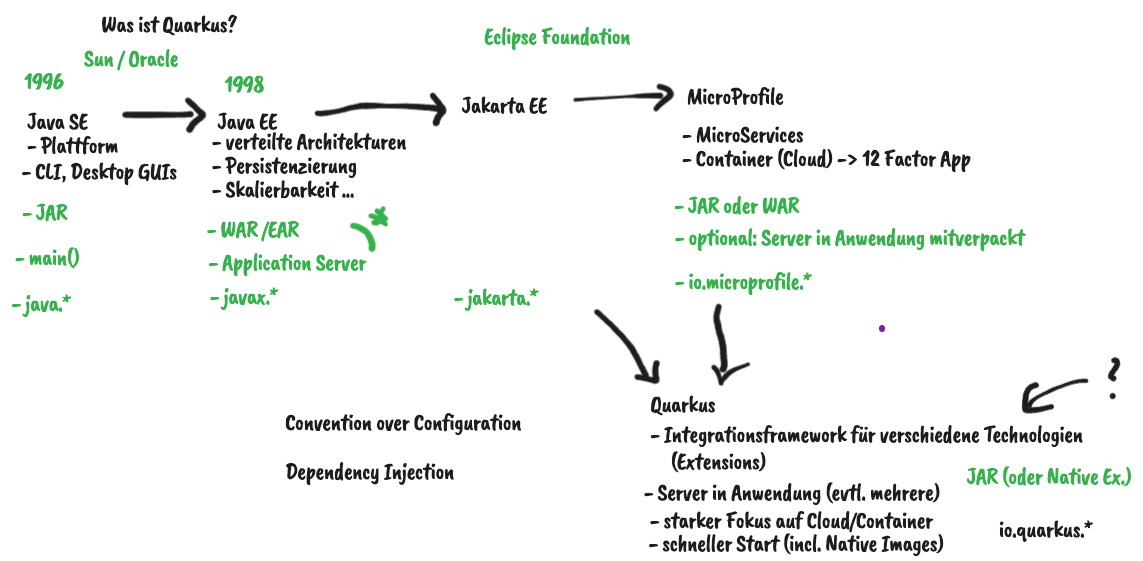 Was ist Quarkus?
Sun / Oracle
Eclipse Foundation
1996
Java SE
- Plattform
- CLI, Desktop GUIs
- JAR
- main()
- java.*
1998
Java EE
- verteilte Architekturen
- Persistenzierung
- Skalierbarkeit ...
- WAR /EAR
- Application Server
- javax.*
Jakarta EE
- jakarta.*
MicroProfile
- MicroServices
- Container (Cloud) -> 12 Factor App
- JAR oder WAR
- optional: Server in Anwendung mitverpackt
- io.microprofile.*
Convention over Configuration
Dependency Injection
?
Quarkus
- Integrationsframework für verschiedene Technologien
(Extensions)
- Server in Anwendung (evtl. mehrere)
- starker Fokus auf Cloud/Container
- schneller Start (incl. Native Images)
JAR (oder Native Ex.)
io.quarkus.*